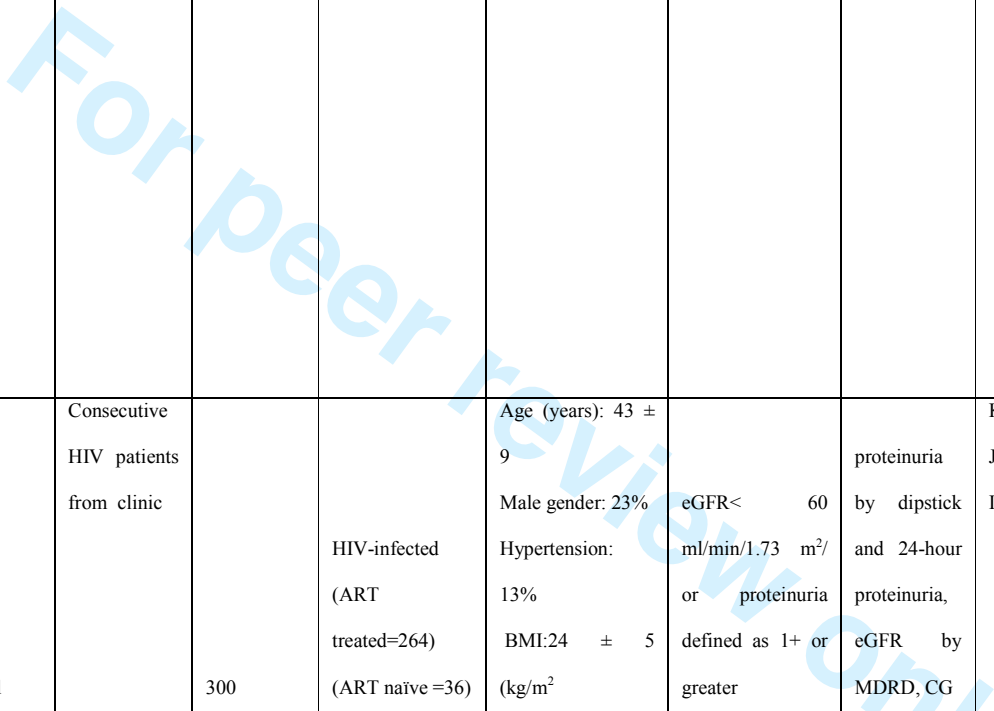 For peer review onl
Consecutive
HIV patients
from clinic
300
HIV-infected
(ART
treated=264)
(ART naïve =36)
Age (years): 43 ±
9
Male gender: 23%
Hypertension:
13%
BMI:24 ± 5
(kg/m²
eGFR< 60
ml/min/1.73 m²/
or proteinuria
defined as 1+ or
greater
proteinuria
by dipstick
and 24-hour
proteinuria,
eGFR by
MDRD, CG